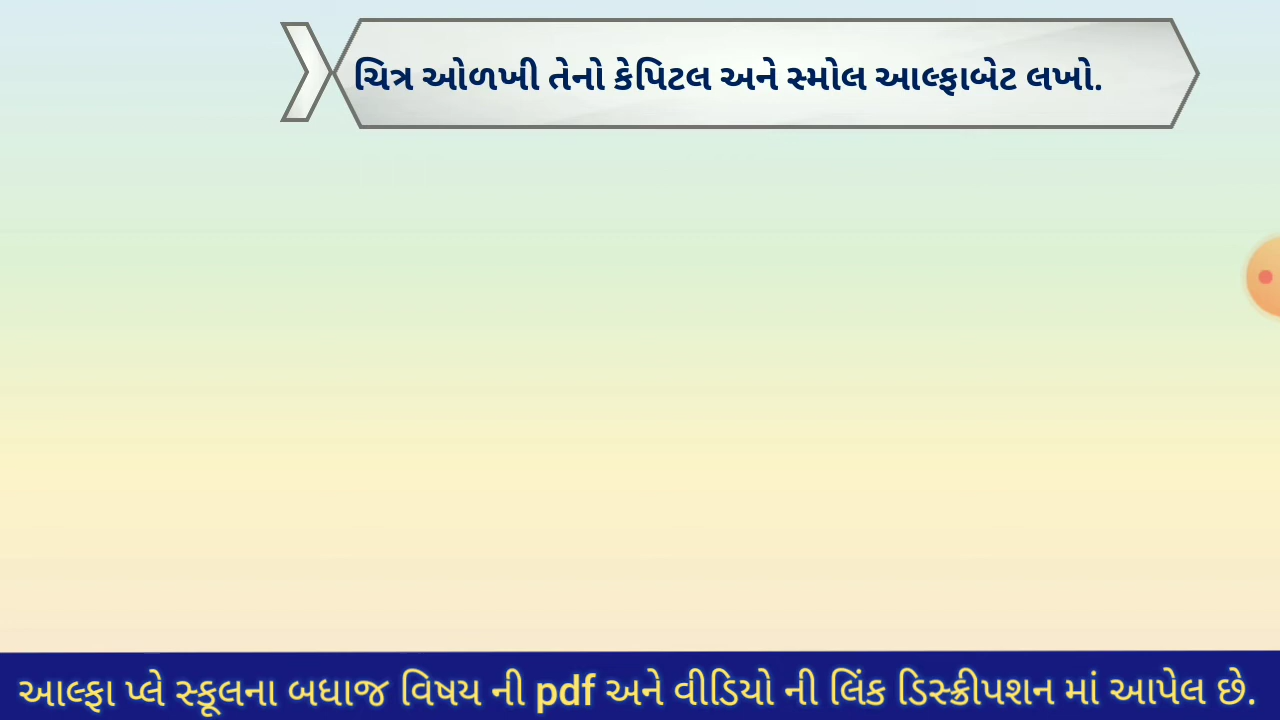 ચિત્ર ઓળખી તેનો કેપિટલ અને સ્મોલ આલ્ફાબેટ લખો.
આલ્ફા પ્લે સ્કૂલના બધાજ વિષય ની pdf અને વીડિયો ની લિંક ડિસ્ક્રીપશન માં આપેલ છે.